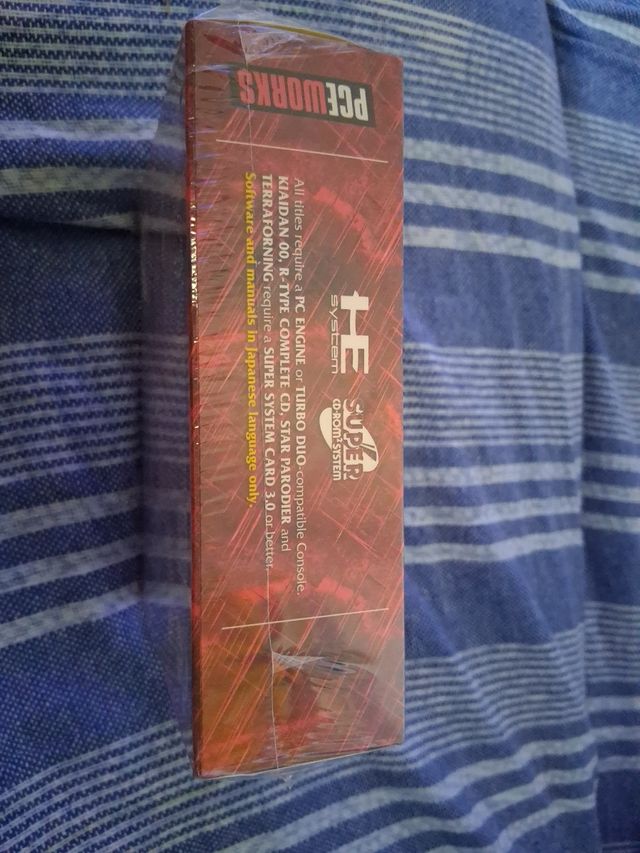 PCEWORKS
HE
system
SUPER
CD-ROM² SYSTEM
All titles require a PC ENGINE or TURBO DUO-compatible Console.
KIAIDAN 00, R-TYPE COMPLETE CD, STAR PARODIER and
TERRAFORNING require a SUPER SYSTEM CARD 3.0 or better.
Software and manuals in Japanese language only.